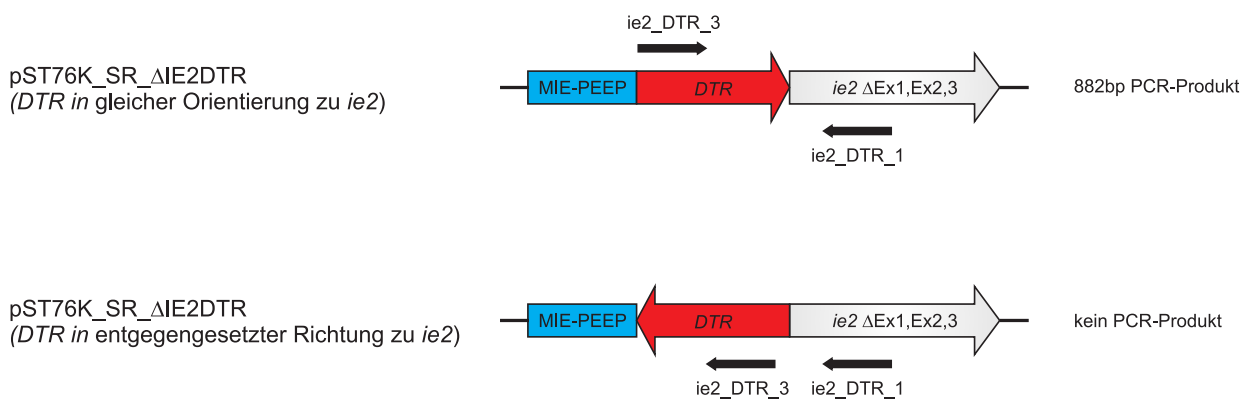 ie2_DTR_3
pST76K_SR_ΔIE2DTR
(DTR in gleicher Orientierung zu ie2)
MIE-PEEP
DTR
ie2 ΔEx1,Ex2,3
882bp PCR-Produkt
ie2_DTR_1
pST76K_SR_ΔIE2DTR
(DTR in entgegengesetzter Richtung zu ie2)
MIE-PEEP
DTR
ie2 ΔEx1,Ex2,3
kein PCR-Produkt
ie2_DTR_3
ie2_DTR_1